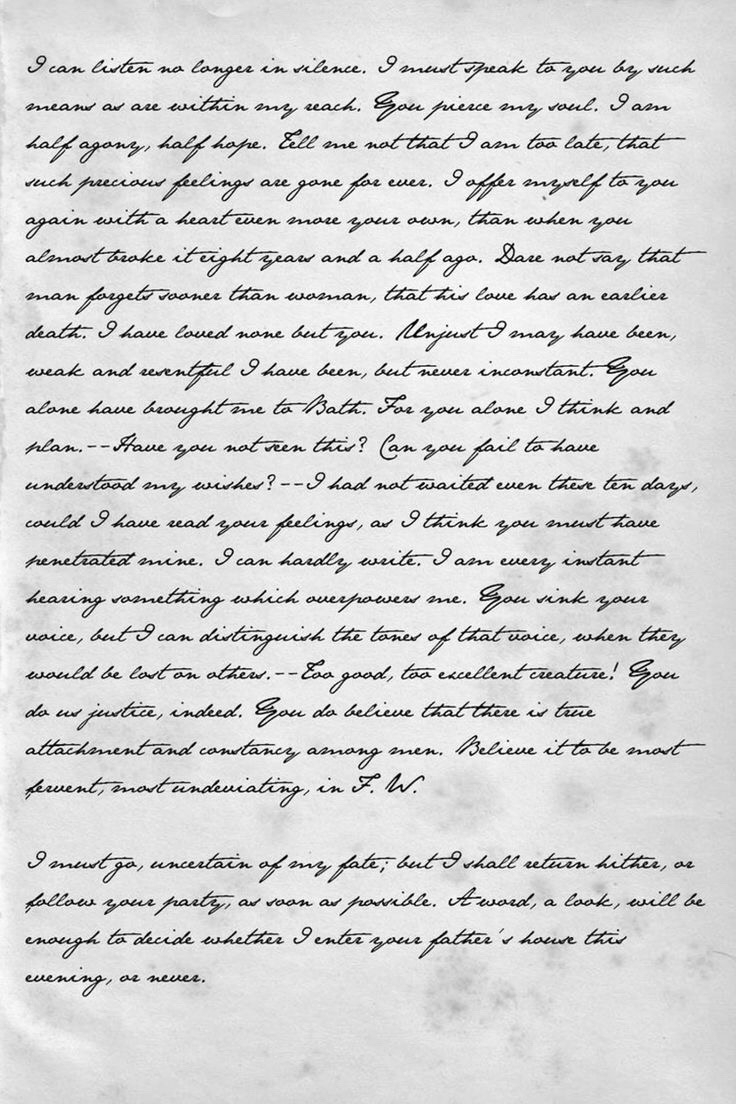 I can listen no longer in silence. I must speak to you by such
means as are within my reach. You pierce my soul. I am
half agony, half hope. Tell me not that I am too late, that
such precious feelings are gone for ever. I offer myself to you
again with a heart even more your own, than when you
almost broke it eight years and a half ago. Dare not say that
man forgets sooner than woman, that his love has an earlier
death. I have loved none but you. Unjust I may have been,
weak and resentful I have been, but never inconstant. You
alone have brought me to Bath. For you alone I think and
plan.--Have you not seen this? Can you fail to have
understood my wishes?--I had not waited even these ten days,
could I have read your feelings, as I think you must have
penetrated mine. I can hardly write. I am every instant
hearing something which overpowers me. You sink your
voice, but I can distinguish the tones of that voice, when they
would be lost on others.--Too good, too excellent creature! You
do us justice, indeed. You do believe that there is true
attachment and constancy among men. Believe it to be most
fervent, most undeviating, in F. W.

I must go, uncertain of my fate; but I shall return hither, or
follow your party, as soon as possible. A word, a look, will be
enough to decide whether I enter your father's house this
evening, or never.